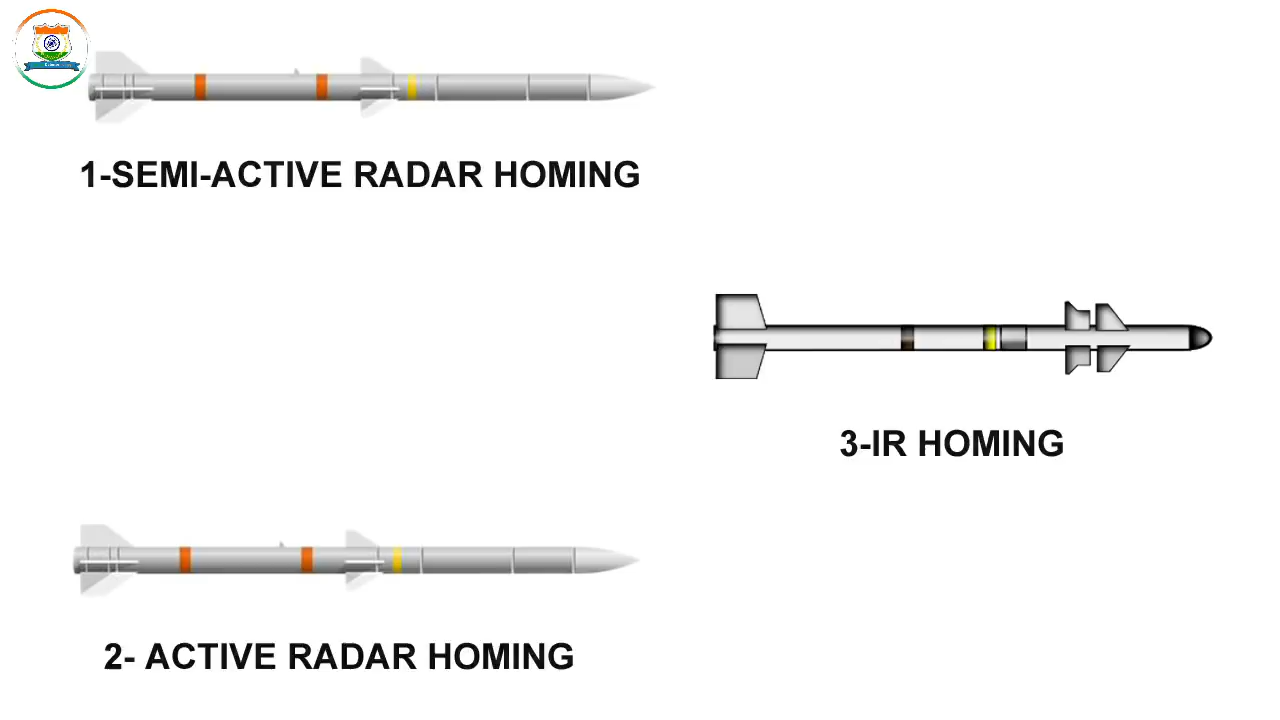 1-SEMI-ACTIVE RADAR HOMING
3-IR HOMING
2- ACTIVE RADAR HOMING